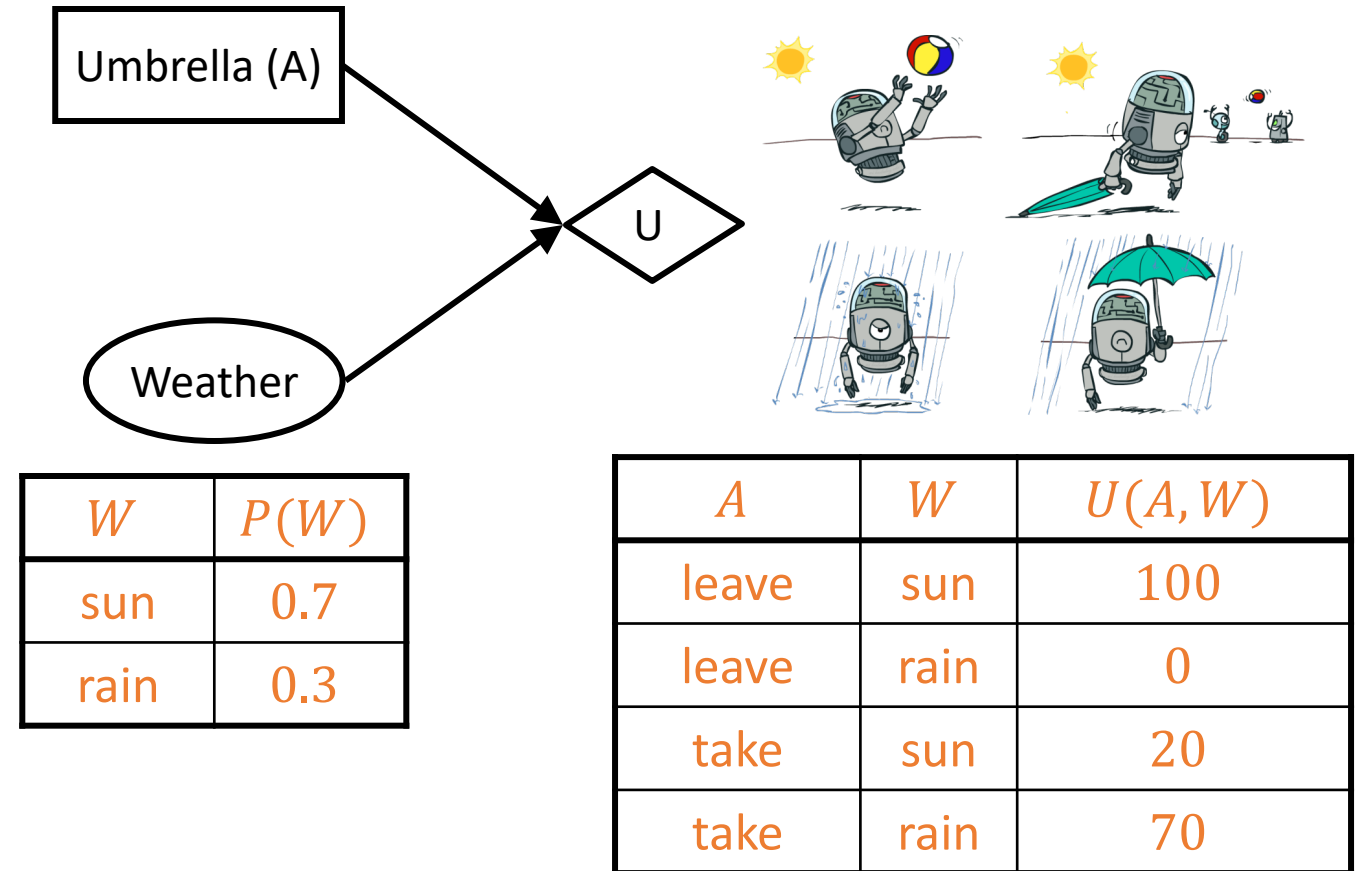 Umbrella (A)
U
Weather
W P(W)
sun 0.7
rain 0.3
A W U(A, W)
leave sun 100
leave rain 0
take sun 20
take rain 70